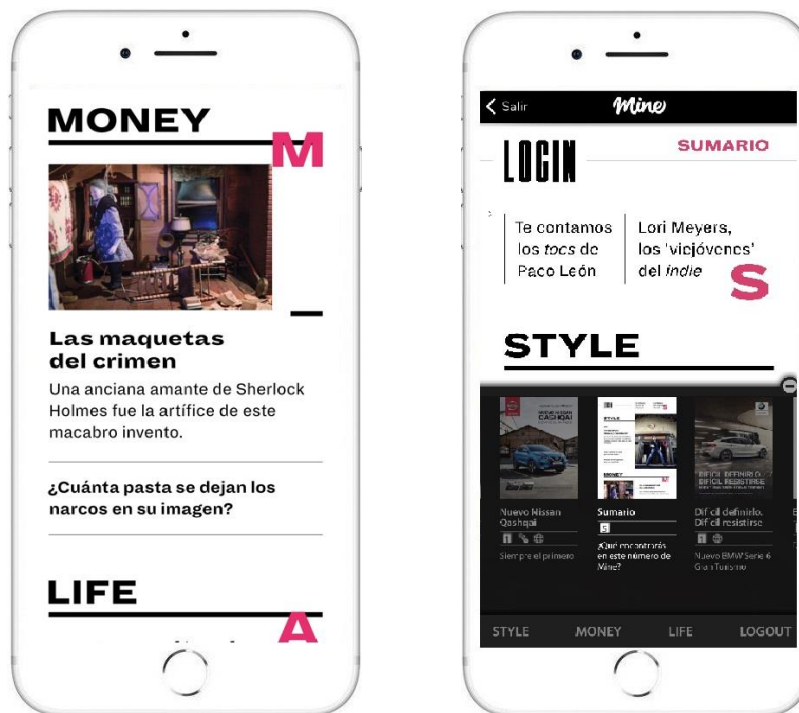 MONEY
M
Las maquetas
del crimen
Una anciana amante de Sherlock
Holmes fue la artífice de este
macabro invento.
¿Cuánta pasta se dejan los
narcos en su imagen?
LIFE
A
Salir
Mine
LOGIN
SUMARIO
Te contamos
los tocs de
Paco León
Lori Meyers,
los 'viejóvenes'
del indie
S
STYLE
Nuevo Nissan
Qashqai
Siempre el primero
Sumario
5
¿Qué encontrarás
en este número de
Mine?
Difícil definirlo.
Difícil resistirse
Nuevo BMW Serie 6
Gran Turismo
STYLE MONEY LIFE LOGOUT